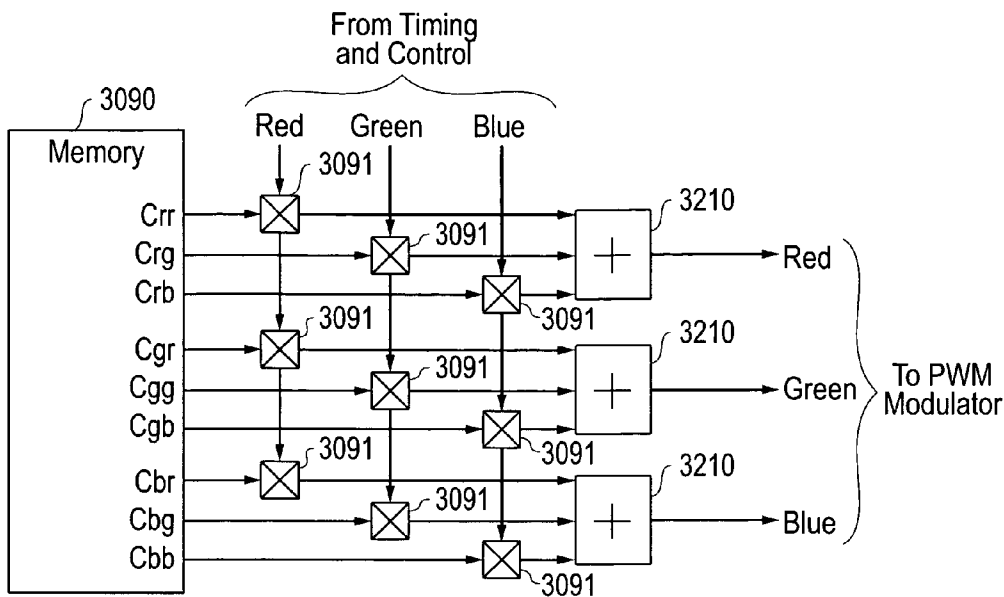 From Timing
and Control
3090
Memory
Red
Green
Blue
3091
Crr
3210
3091
Crg
Red
Crb
3091
3091
Cgr
3210
3091
Cgg
Green
To PWM
Modulator
Cgb
3091
3091
Cbr
3210
3091
Cbg
Blue
Cbb
3091